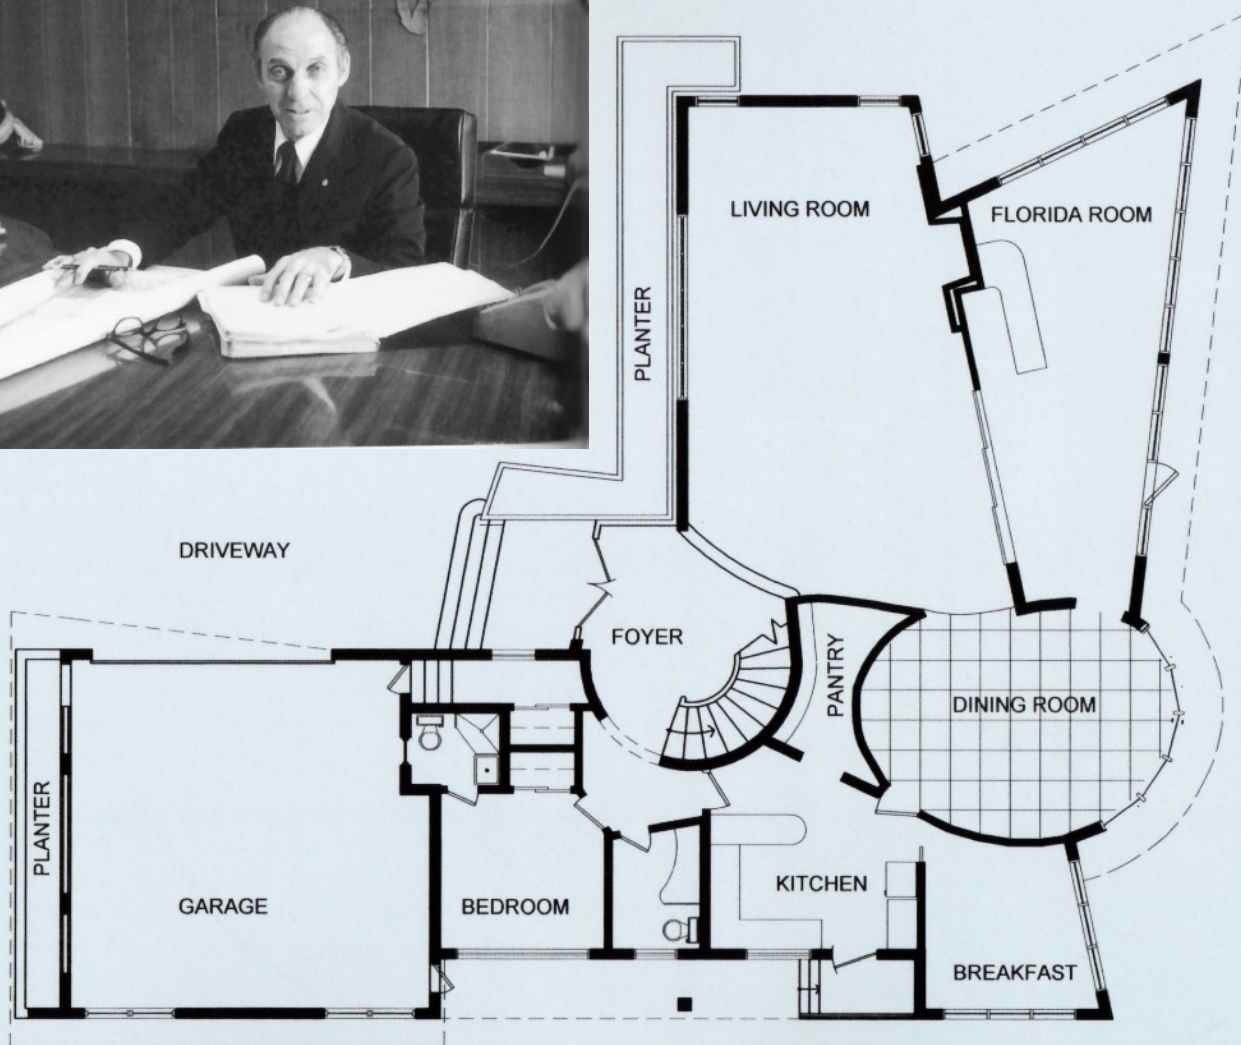 LIVING ROOM
FLORIDA ROOM
PLANTER
DRIVEWAY
FOYER
PANTRY
DINING ROOM
PLANTER
GARAGE
BEDROOM
KITCHEN
BREAKFAST